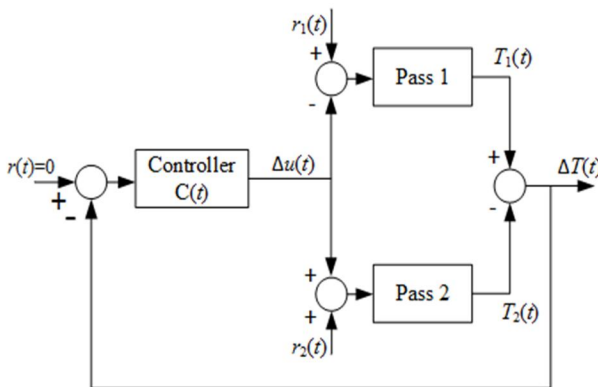 r₁(t)
+
-
Pass 1
T₁(t)
r(t)=0
+
-
Controller
C(t)
Δu(t)
+
-
ΔT(t)
+
+
Pass 2
T₂(t)
r₂(t)